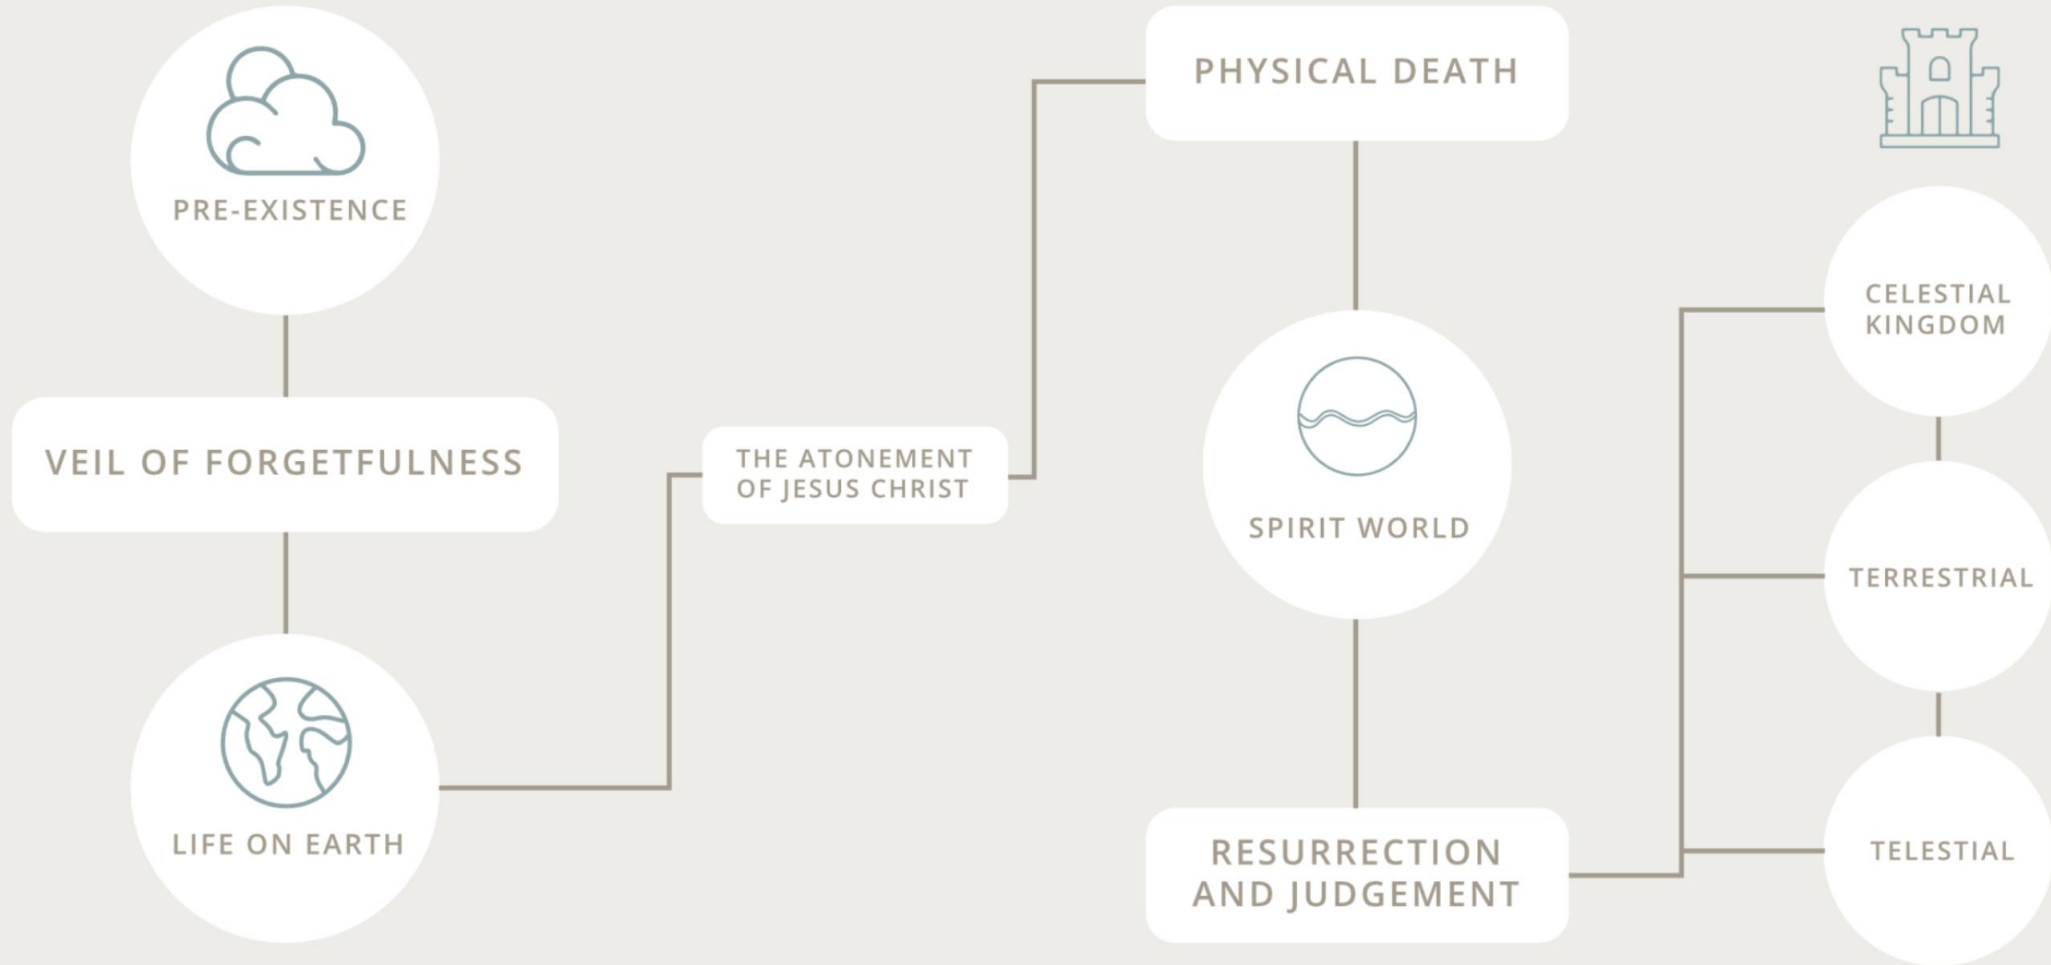 PRE-EXISTENCE
VEIL OF FORGETFULNESS
LIFE ON EARTH
THE ATONEMENT
OF JESUS CHRIST
PHYSICAL DEATH
SPIRIT WORLD
RESURRECTION
AND JUDGEMENT
CELESTIAL
KINGDOM
TERRESTRIAL
TELESTIAL